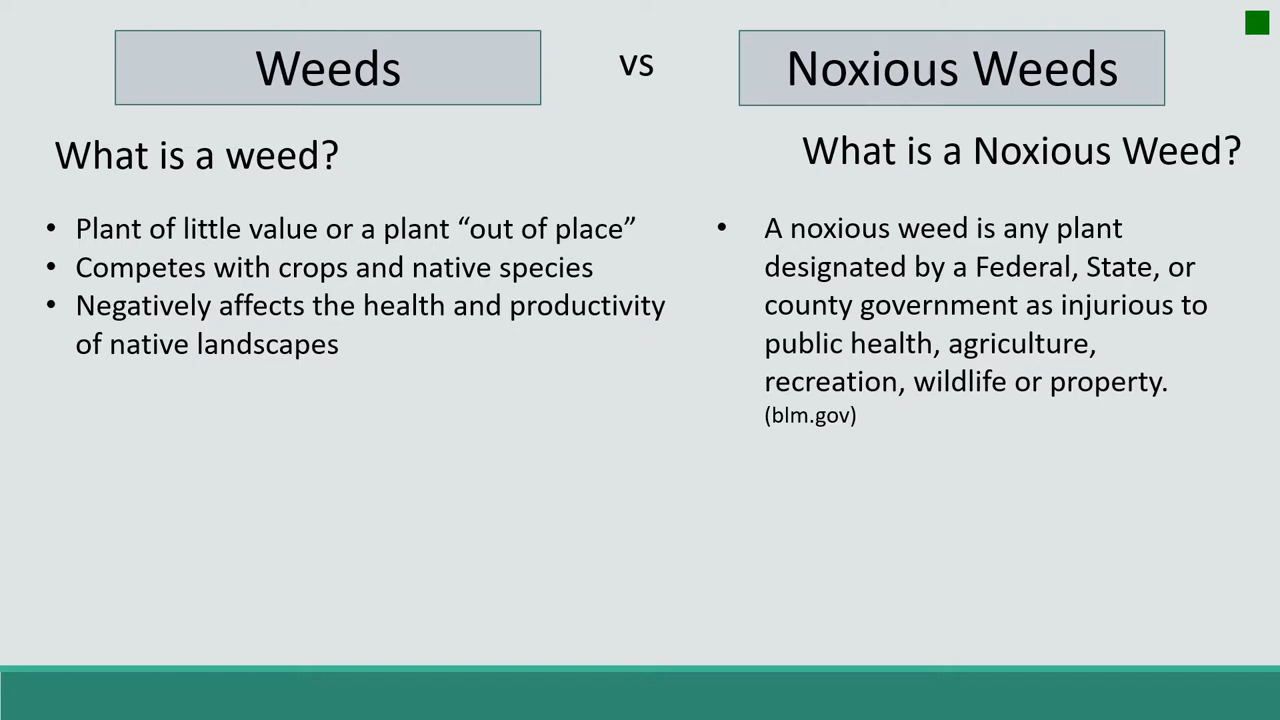 Weeds
vs
Noxious Weeds
What is a weed?
• Plant of little value or a plant “out of place”
• Competes with crops and native species
• Negatively affects the health and productivity
of native landscapes
What is a Noxious Weed?
• A noxious weed is any plant
designated by a Federal, State, or
county government as injurious to
public health, agriculture,
recreation, wildlife or property.
(blm.gov)